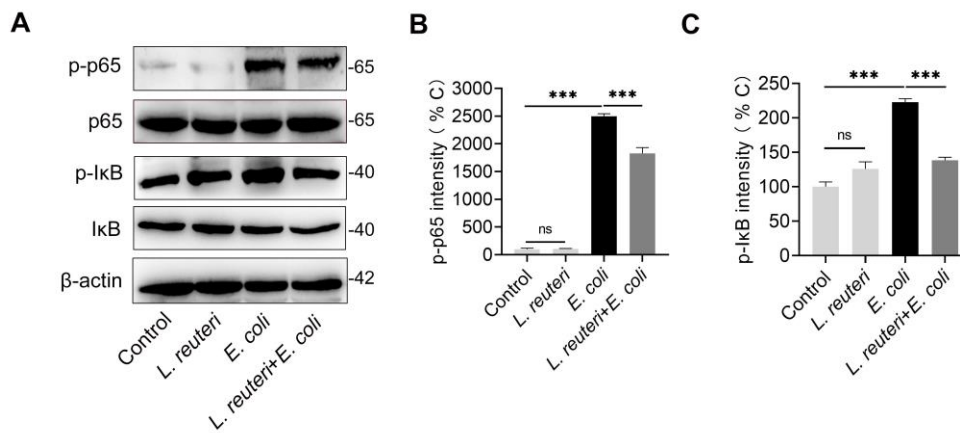 A
p-p65
-65
p65
-65
p-IκB
-40
IκB
-40
β-actin
-42
Control
L. reuteri
E. coli
L. reuteri+E. coli
B
p-p65 intensity ( % C)
3000
2500
2000
1500
1000
500
0
ns
***
***
Control
L. reuteri
E. coli
L. reuteri+E. coli
C
p-IκB intensity ( % C)
250
200
150
100
50
0
ns
***
***
Control
L. reuteri
E. coli
L. reuteri+E. coli